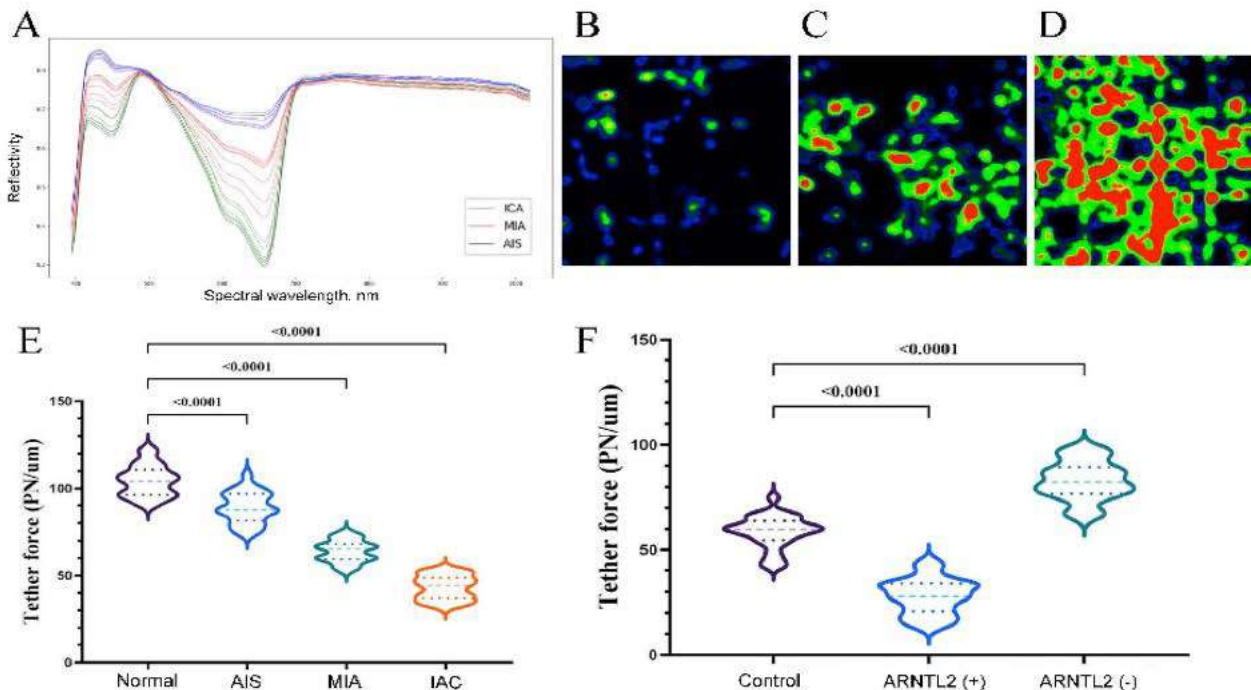 A
B
C
D
Reflectivity
ICA
MIA
AIS
Spectral wavelength, nm
E
<0.0001
<0.0001
<0.0001
150
100
50
0
Tether force (PN/um)
Normal
AIS
MIA
IAC
F
150
<0.0001
<0.0001
100
50
0
Tether force (PN/um)
Control
ARNTL2 (+)
ARNTL2 (-)